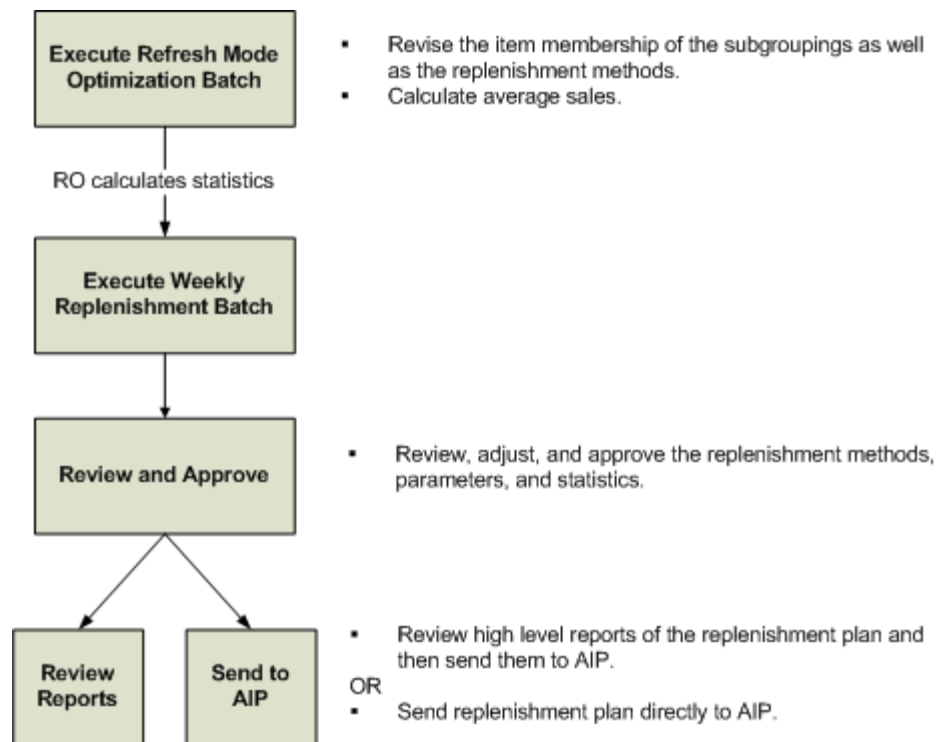 Execute Refresh Mode
Optimization Batch
▪ Revise the item membership of the subgroupings as well
as the replenishment methods.
▪ Calculate average sales.
RO calculates statistics
Execute Weekly
Replenishment Batch
Review and Approve
▪ Review, adjust, and approve the replenishment methods,
parameters, and statistics.
Review
Reports
Send to
AIP
▪ Review high level reports of the replenishment plan and
then send them to AIP.
OR
▪ Send replenishment plan directly to AIP.